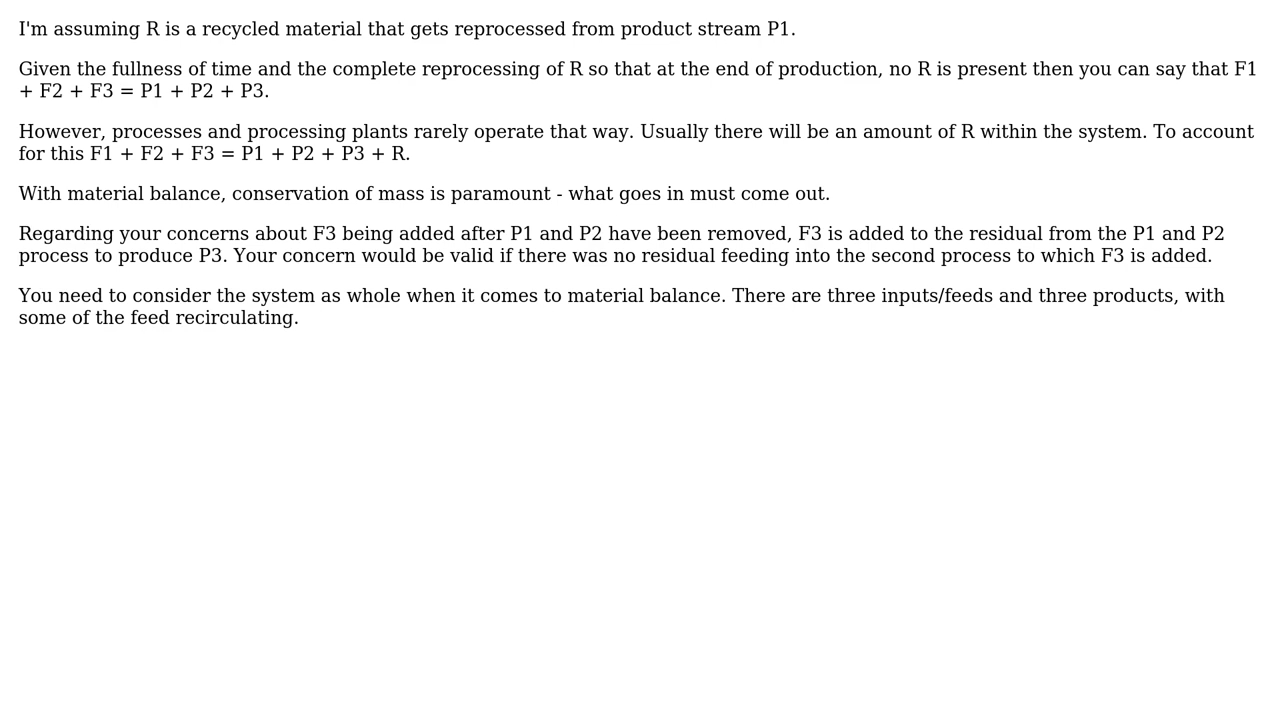 I'm assuming R is a recycled material that gets reprocessed from product stream P1.
Given the fullness of time and the complete reprocessing of R so that at the end of production, no R is present then you can say that F1
+ F2 + F3 = P1 + P2 + P3.
However, processes and processing plants rarely operate that way. Usually there will be an amount of R within the system. To account
for this F1 + F2 + F3 = P1 + P2 + P3 + R.
With material balance, conservation of mass is paramount - what goes in must come out.
Regarding your concerns about F3 being added after P1 and P2 have been removed, F3 is added to the residual from the P1 and P2
process to produce P3. Your concern would be valid if there was no residual feeding into the second process to which F3 is added.
You need to consider the system as whole when it comes to material balance. There are three inputs/feeds and three products, with
some of the feed recirculating.